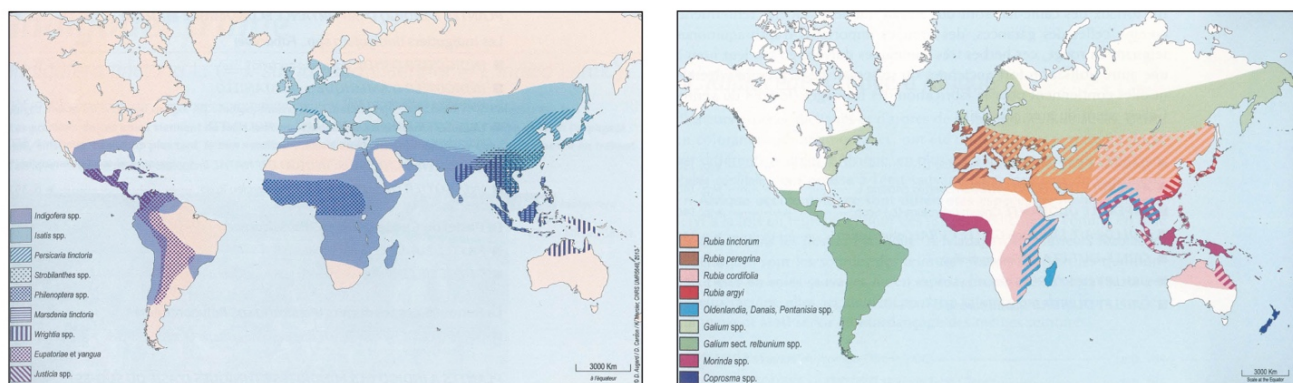 Indigofera spp.
Isatis spp.
Persicaria tinctoria
Strobilanthes spp.
Philenoptera spp.
Marsdenia tinctoria
Wrightia spp.
Eupatoriae et yangua
Justicia spp.
3000 Km
à l'équateur
Rubia tinctorum
Rubia peregrina
Rubia cordifolia
Rubia argyi
Oldenlandia, Danais, Pentanisia spp.
Galium spp.
Galium sect. relbunium spp.
Morinda spp.
Coprosma spp.
3000 Km
Scale at the Equator